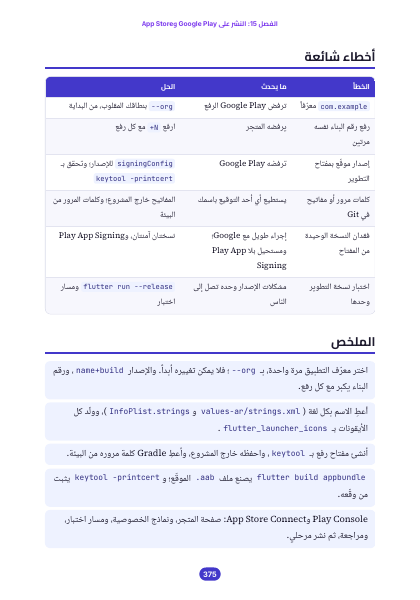 الفصل 15: النشر على Google Play وApp Store
أخطاء شائعة
الخطأ ما يحدث الحل
com.example معرّفاً ترفض Google Play الرفع --org بنطاقك المقلوب، من البداية
رفع رقم البناء نفسه يرفضه المتجر ارفع +N مع كل رفع
مرتين
إصدار موقّع بمفتاح ترفضه Google Play signingConfig للإصدار؛ وتحقق بـ
التطوير keytool -printcert
كلمات مرور أو مفاتيح يستطيع أي أحد التوقيع باسمك المفاتيح خارج المشروع؛ وكلمات المرور من
في Git البيئة
فقدان النسخة الوحيدة إجراء طويل مع Google؛ نسختان آمنتان، وPlay App Signing
من المفتاح ومستحيل بلا Play App
Signing
اختبار نسخة التطوير مشكلات الإصدار وحده تصل إلى flutter run --release ومسار
وحدها الناس اختبار
الملخص
اختر معرّف التطبيق مرة واحدة، بـ --org ؛ فلا يمكن تغييره أبداً. والإصدار name+build ، ورقم
البناء يكبر مع كل رفع.
أعطِ الاسم بكل لغة ( values-ar/strings.xml و InfoPlist.strings )، وولّد كل
الأيقونات بـ flutter_launcher_icons .
أنشئ مفتاح رفع بـ keytool ، واحفظه خارج المشروع، وأعطِ Gradle كلمة مروره من البيئة.
flutter build appbundle يصنع ملف .aab الموقّع؛ و keytool -printcert يثبت
من وقّعه.
Play Console وApp Store Connect: صفحة المتجر، ونماذج الخصوصية، ومسار اختبار،
ومراجعة، ثم نشر مرحلي.
375